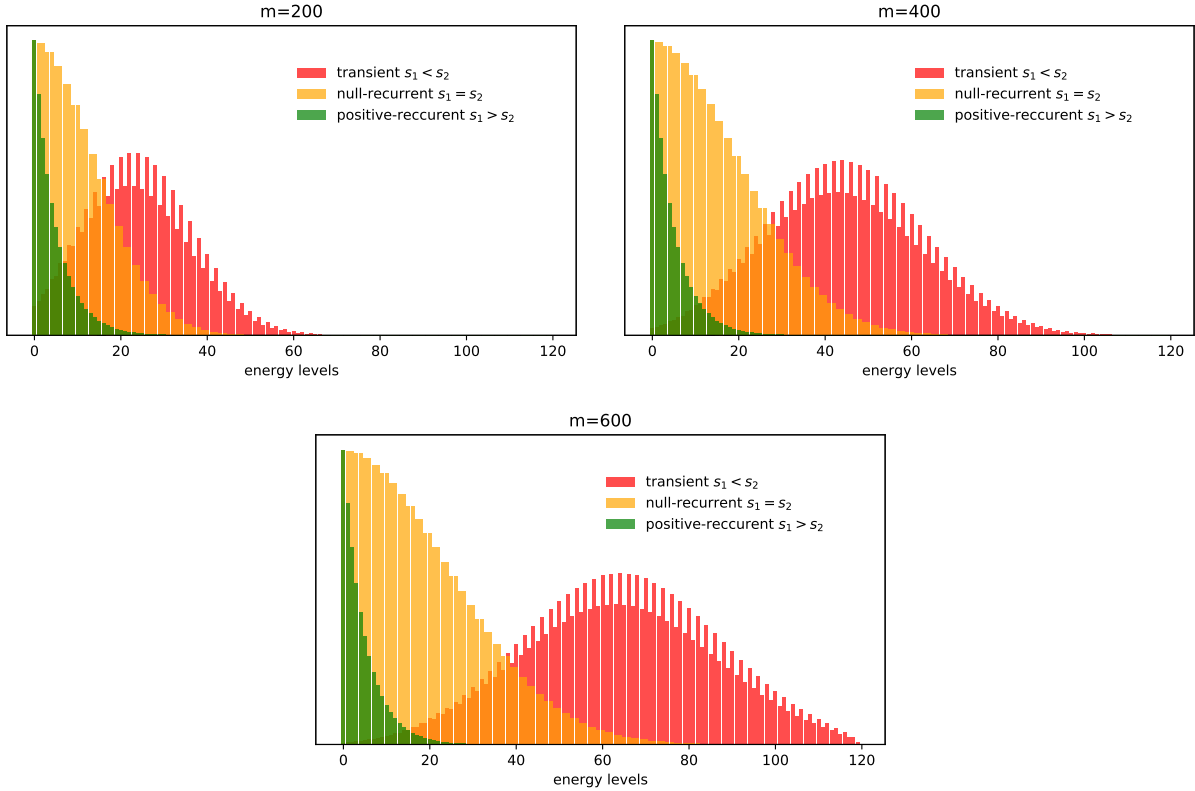 m=200
transient s₁ < s₂
null-recurrent s₁ = s₂
positive-reccurent s₁ > s₂
0 20 40 60 80 100 120
energy levels
m=400
transient s₁ < s₂
null-recurrent s₁ = s₂
positive-reccurent s₁ > s₂
0 20 40 60 80 100 120
energy levels
m=600
transient s₁ < s₂
null-recurrent s₁ = s₂
positive-reccurent s₁ > s₂
0 20 40 60 80 100 120
energy levels